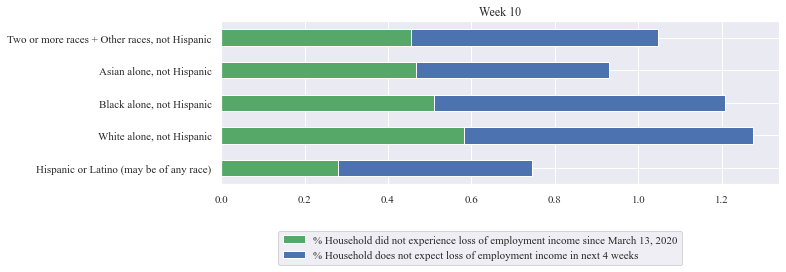 Week 10
Two or more races + Other races, not Hispanic
Asian alone, not Hispanic
Black alone, not Hispanic
White alone, not Hispanic
Hispanic or Latino (may be of any race)
0.0 0.2 0.4 0.6 0.8 1.0 1.2
% Household did not experience loss of employment income since March 13, 2020
% Household does not expect loss of employment income in next 4 weeks